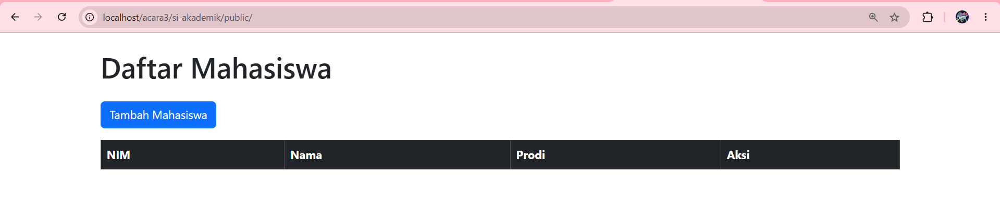 localhost/acara3/si-akademik/public/
Daftar Mahasiswa
Tambah Mahasiswa
NIM Nama Prodi Aksi